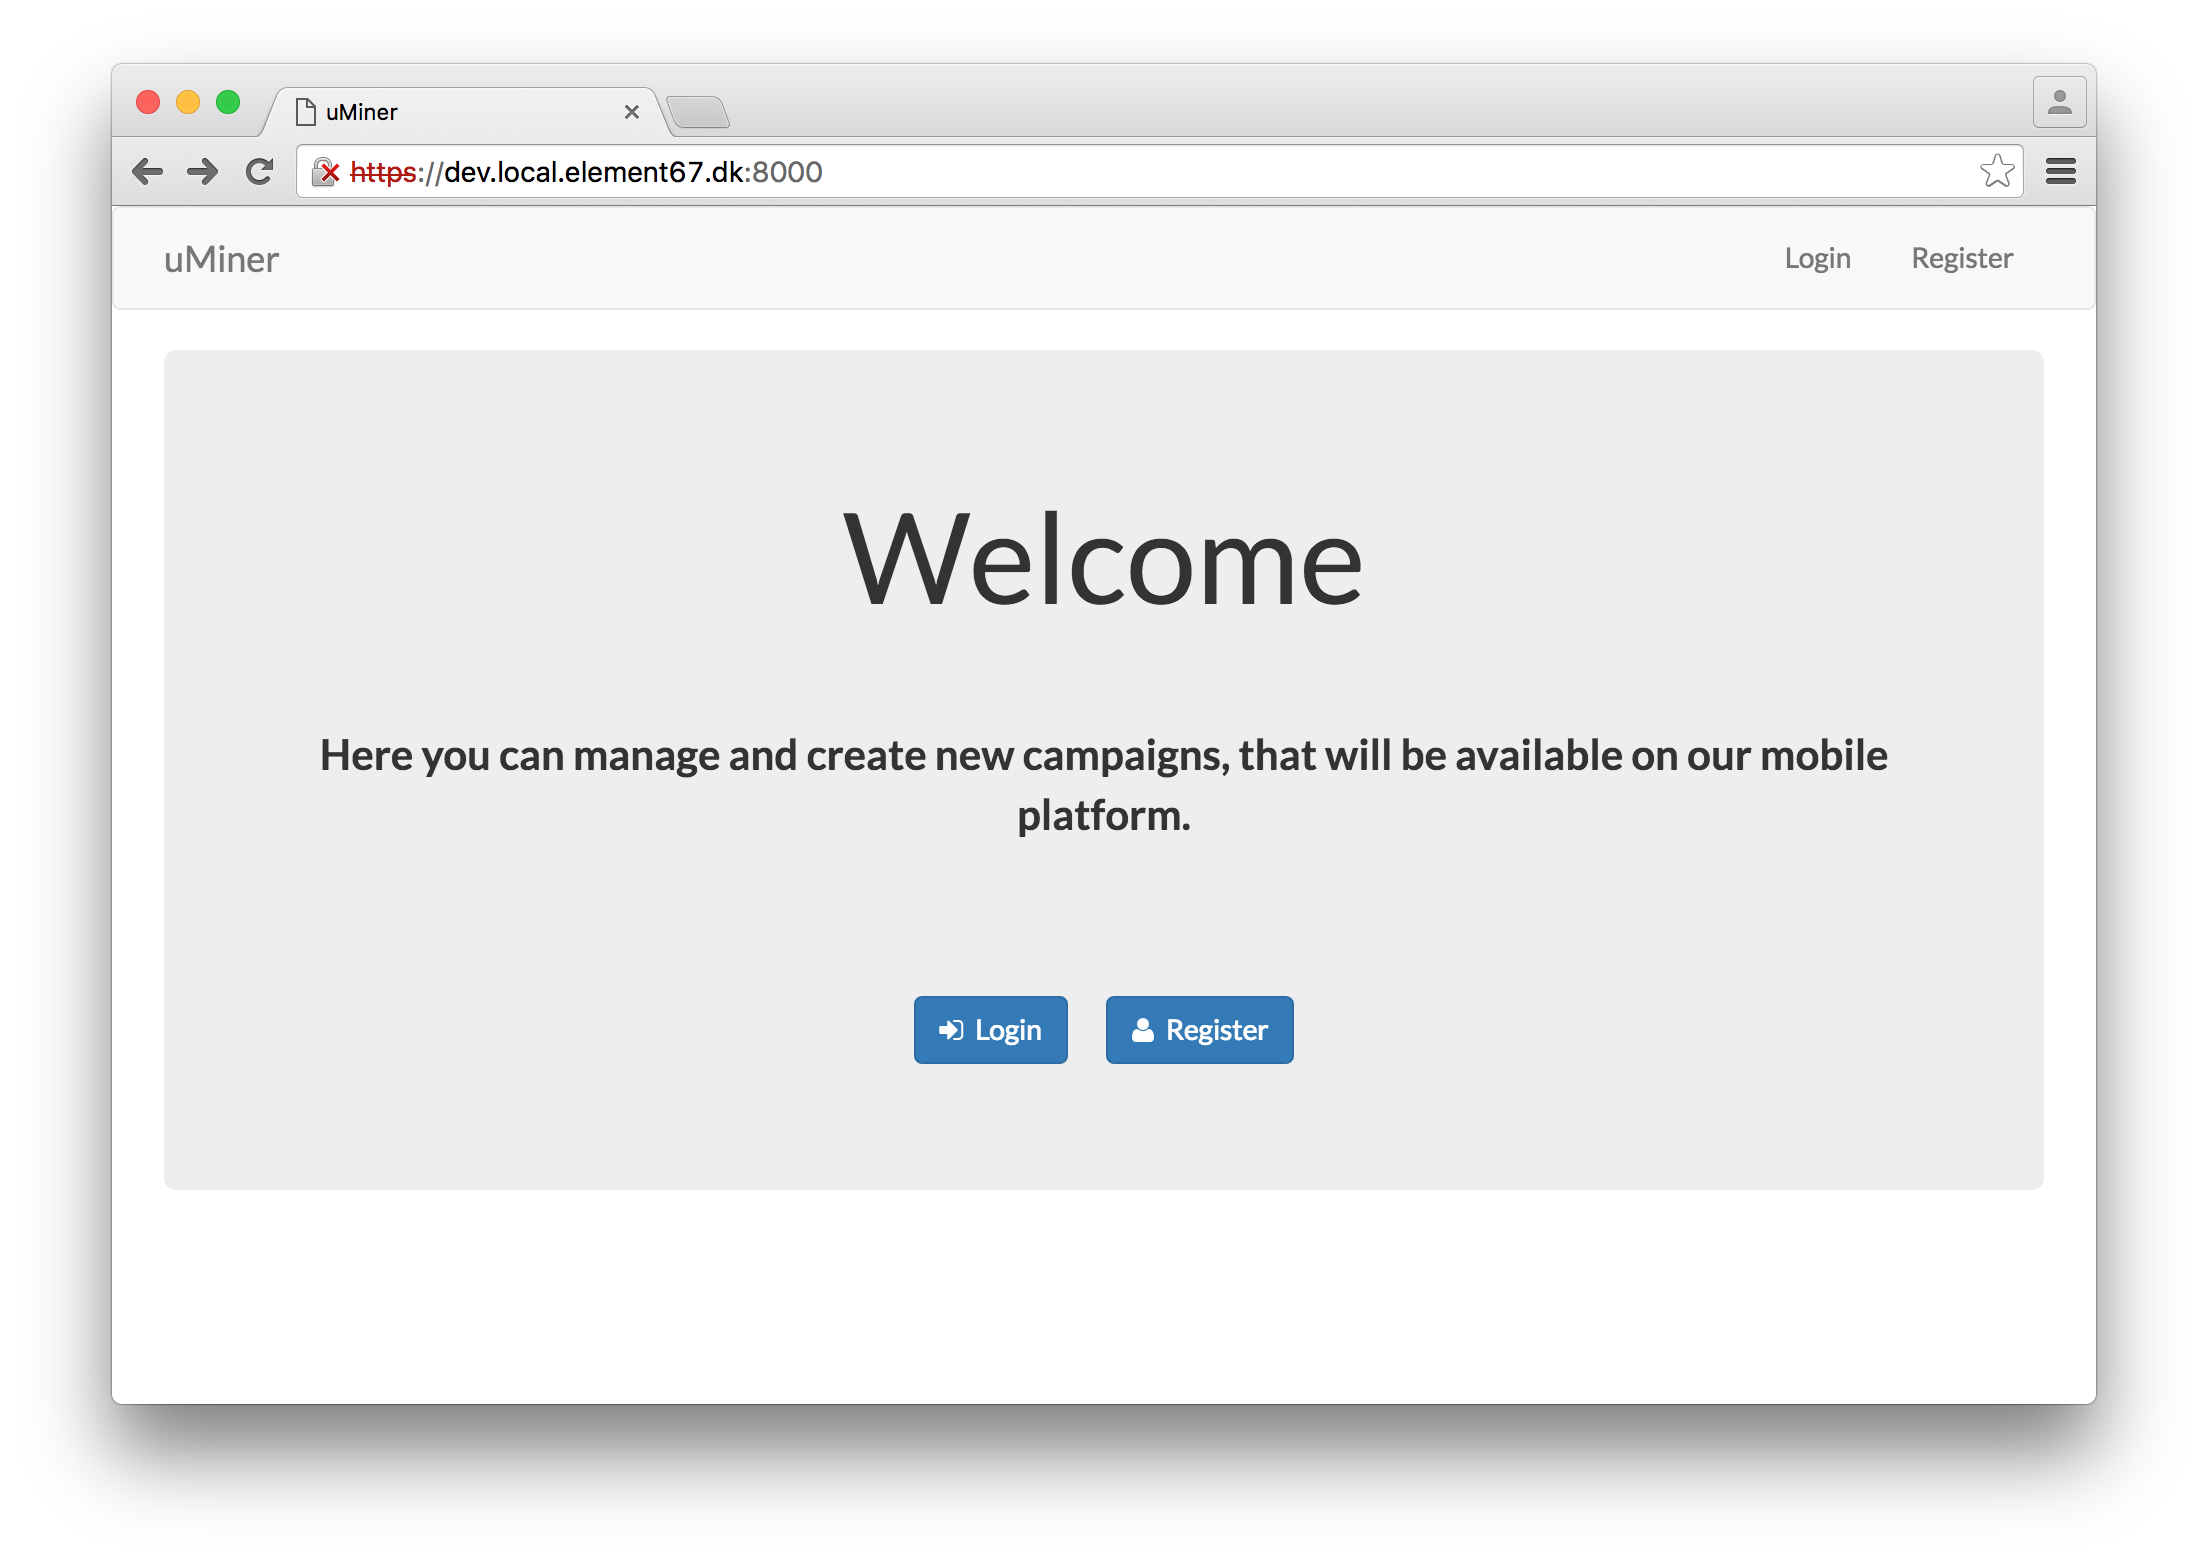 uMiner
https://dev.local.element67.dk:8000
uMiner
Login
Register
Welcome
Here you can manage and create new campaigns, that will be available on our mobile
platform.
Login
Register